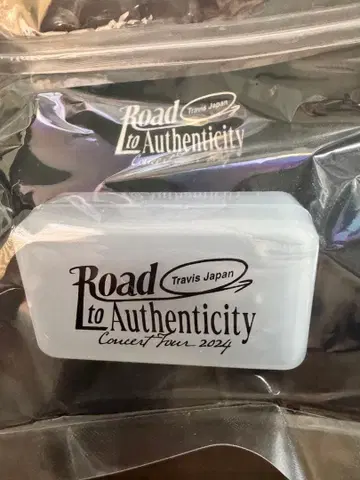 Road
Travis Japan
to Authenticity
Road
Travis Japan
to Authenticity
Concert Tour 2024